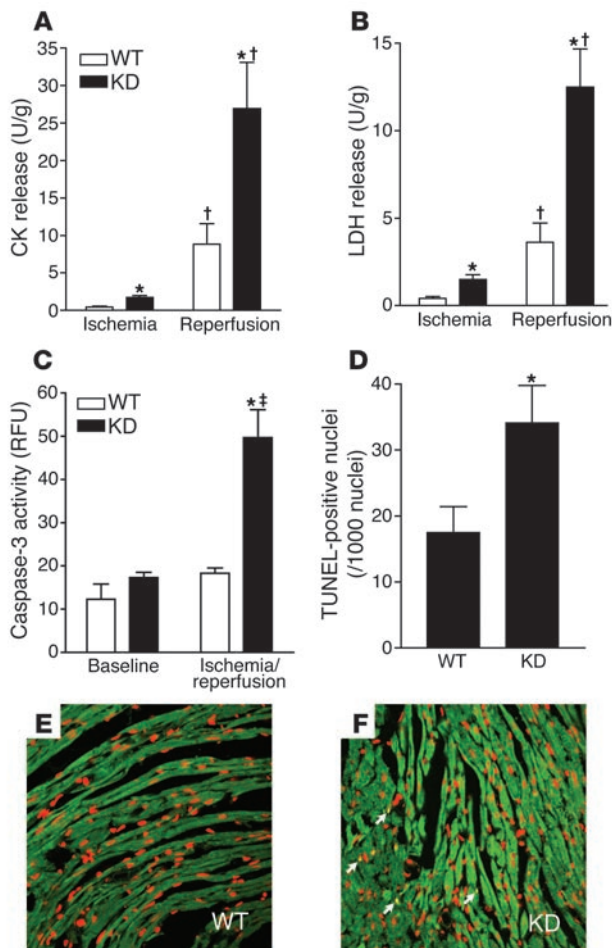 A
WT
KD
CK release (U/g)
35
30
25
20
15
10
5
0
*
†
*†
Ischemia
Reperfusion
B
LDH release (U/g)
15
10
5
0
*
†
*†
Ischemia
Reperfusion
C
WT
KD
Caspase-3 activity (RFU)
60
50
40
30
20
10
0
*‡
Baseline
Ischemia/
reperfusion
D
TUNEL-positive nuclei
(/1000 nuclei)
40
30
20
10
0
*
WT
KD
E
WT
F
KD